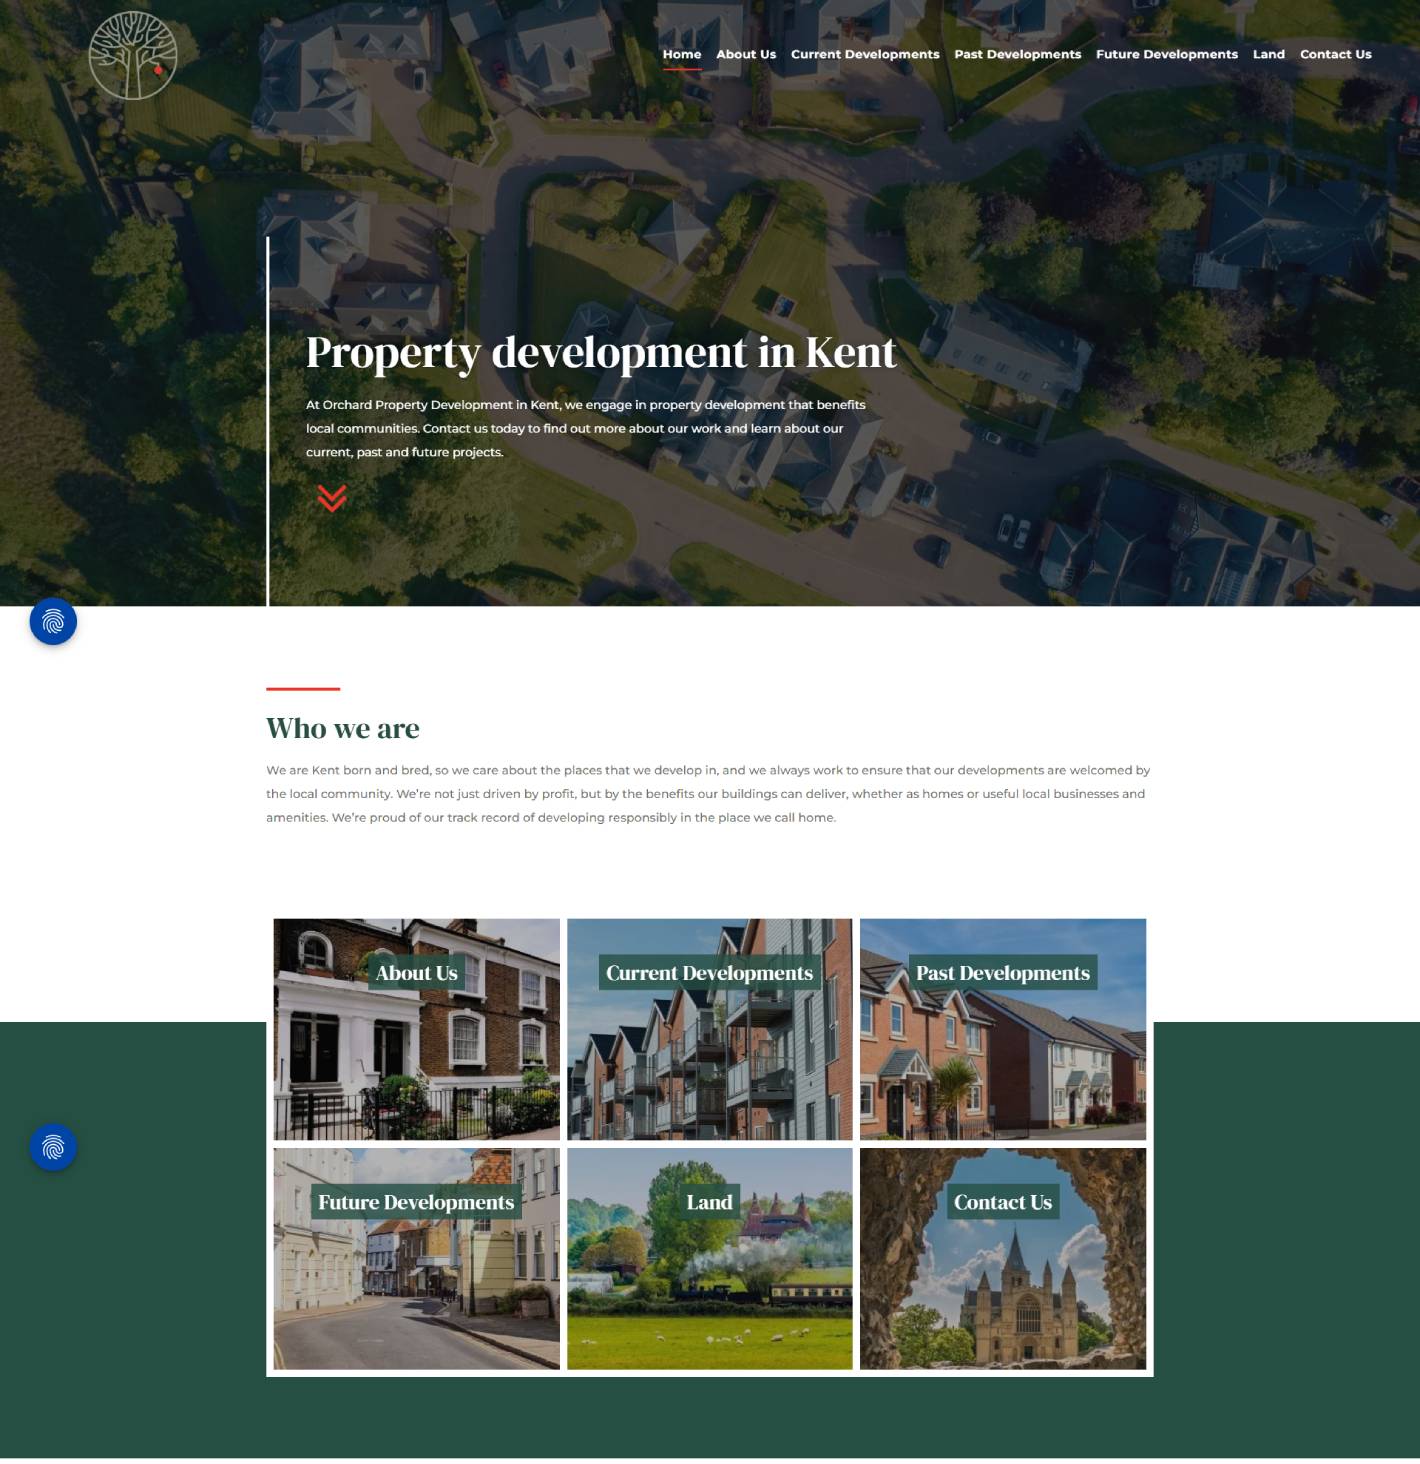 Home About Us Current Developments Past Developments Future Developments Land Contact Us
Property development in Kent
At Orchard Property Development in Kent, we engage in property development that benefits
local communities. Contact us today to find out more about our work and learn about our
current, past and future projects.
Who we are
We are Kent born and bred, so we care about the places that we develop in, and we always work to ensure that our developments are welcomed by
the local community. We’re not just driven by profit, but by the benefits our buildings can deliver, whether as homes or useful local businesses and
amenities. We’re proud of our track record of developing responsibly in the place we call home.
About Us
Current Developments
Past Developments
Future Developments
Land
Contact Us